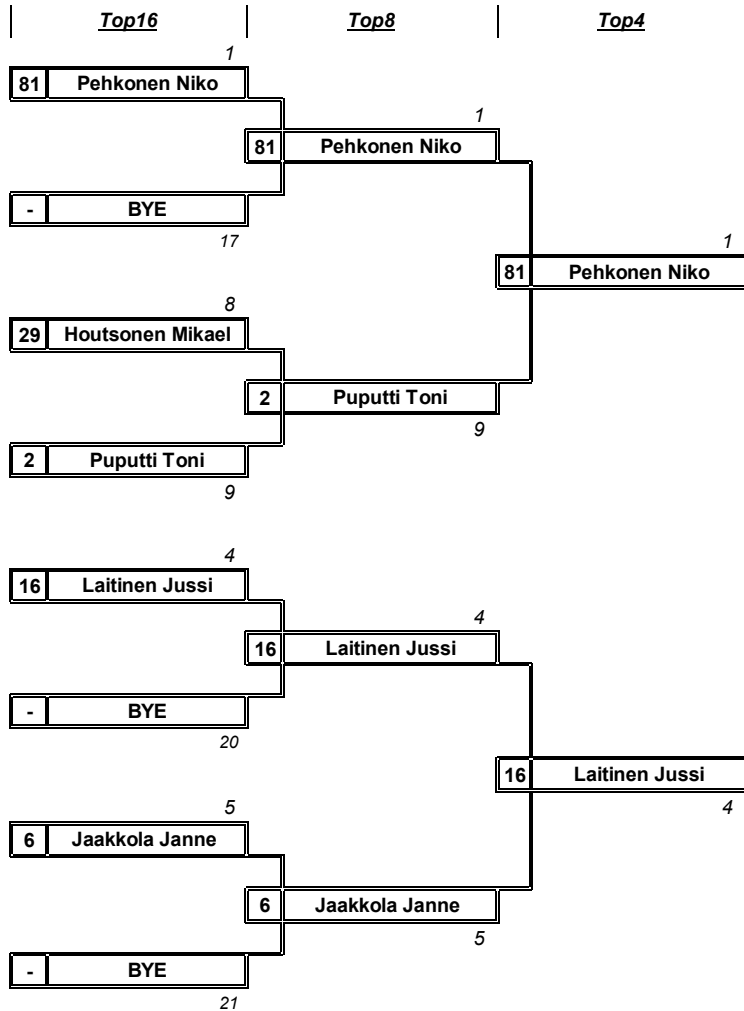 Top16 Top8 Top4
1
81 Pehkonen Niko
1
81 Pehkonen Niko
- BYE
17
1
81 Pehkonen Niko
8
29 Houtsonen Mikael
2 Puputti Toni
9
2 Puputti Toni
9
4
16 Laitinen Jussi
4
16 Laitinen Jussi
- BYE
20
16 Laitinen Jussi
4
5
6 Jaakkola Janne
6 Jaakkola Janne
5
- BYE
21